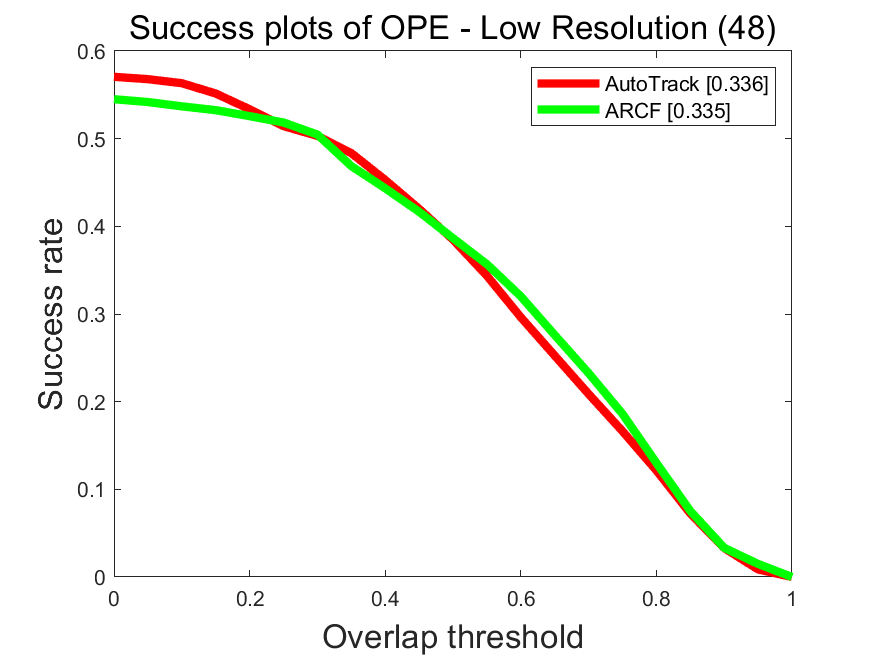 Success plots of OPE - Low Resolution (48)
AutoTrack [0.336]
ARCF [0.335]
Success rate
0.6
0.5
0.4
0.3
0.2
0.1
0
0 0.2 0.4 0.6 0.8 1
Overlap threshold